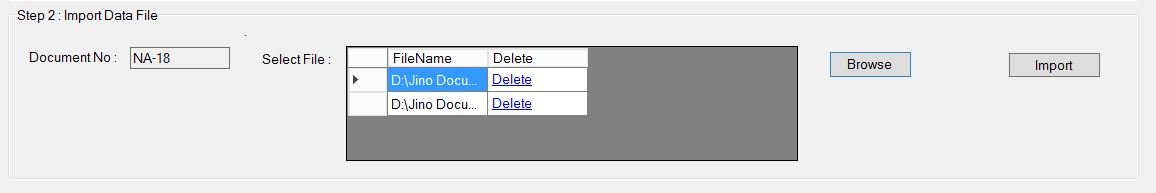 Step 2 : Import Data File
Document No : NA-18
Select File :
FileName Delete
D:\Jino Docu... Delete
D:\Jino Docu... Delete
Browse
Import